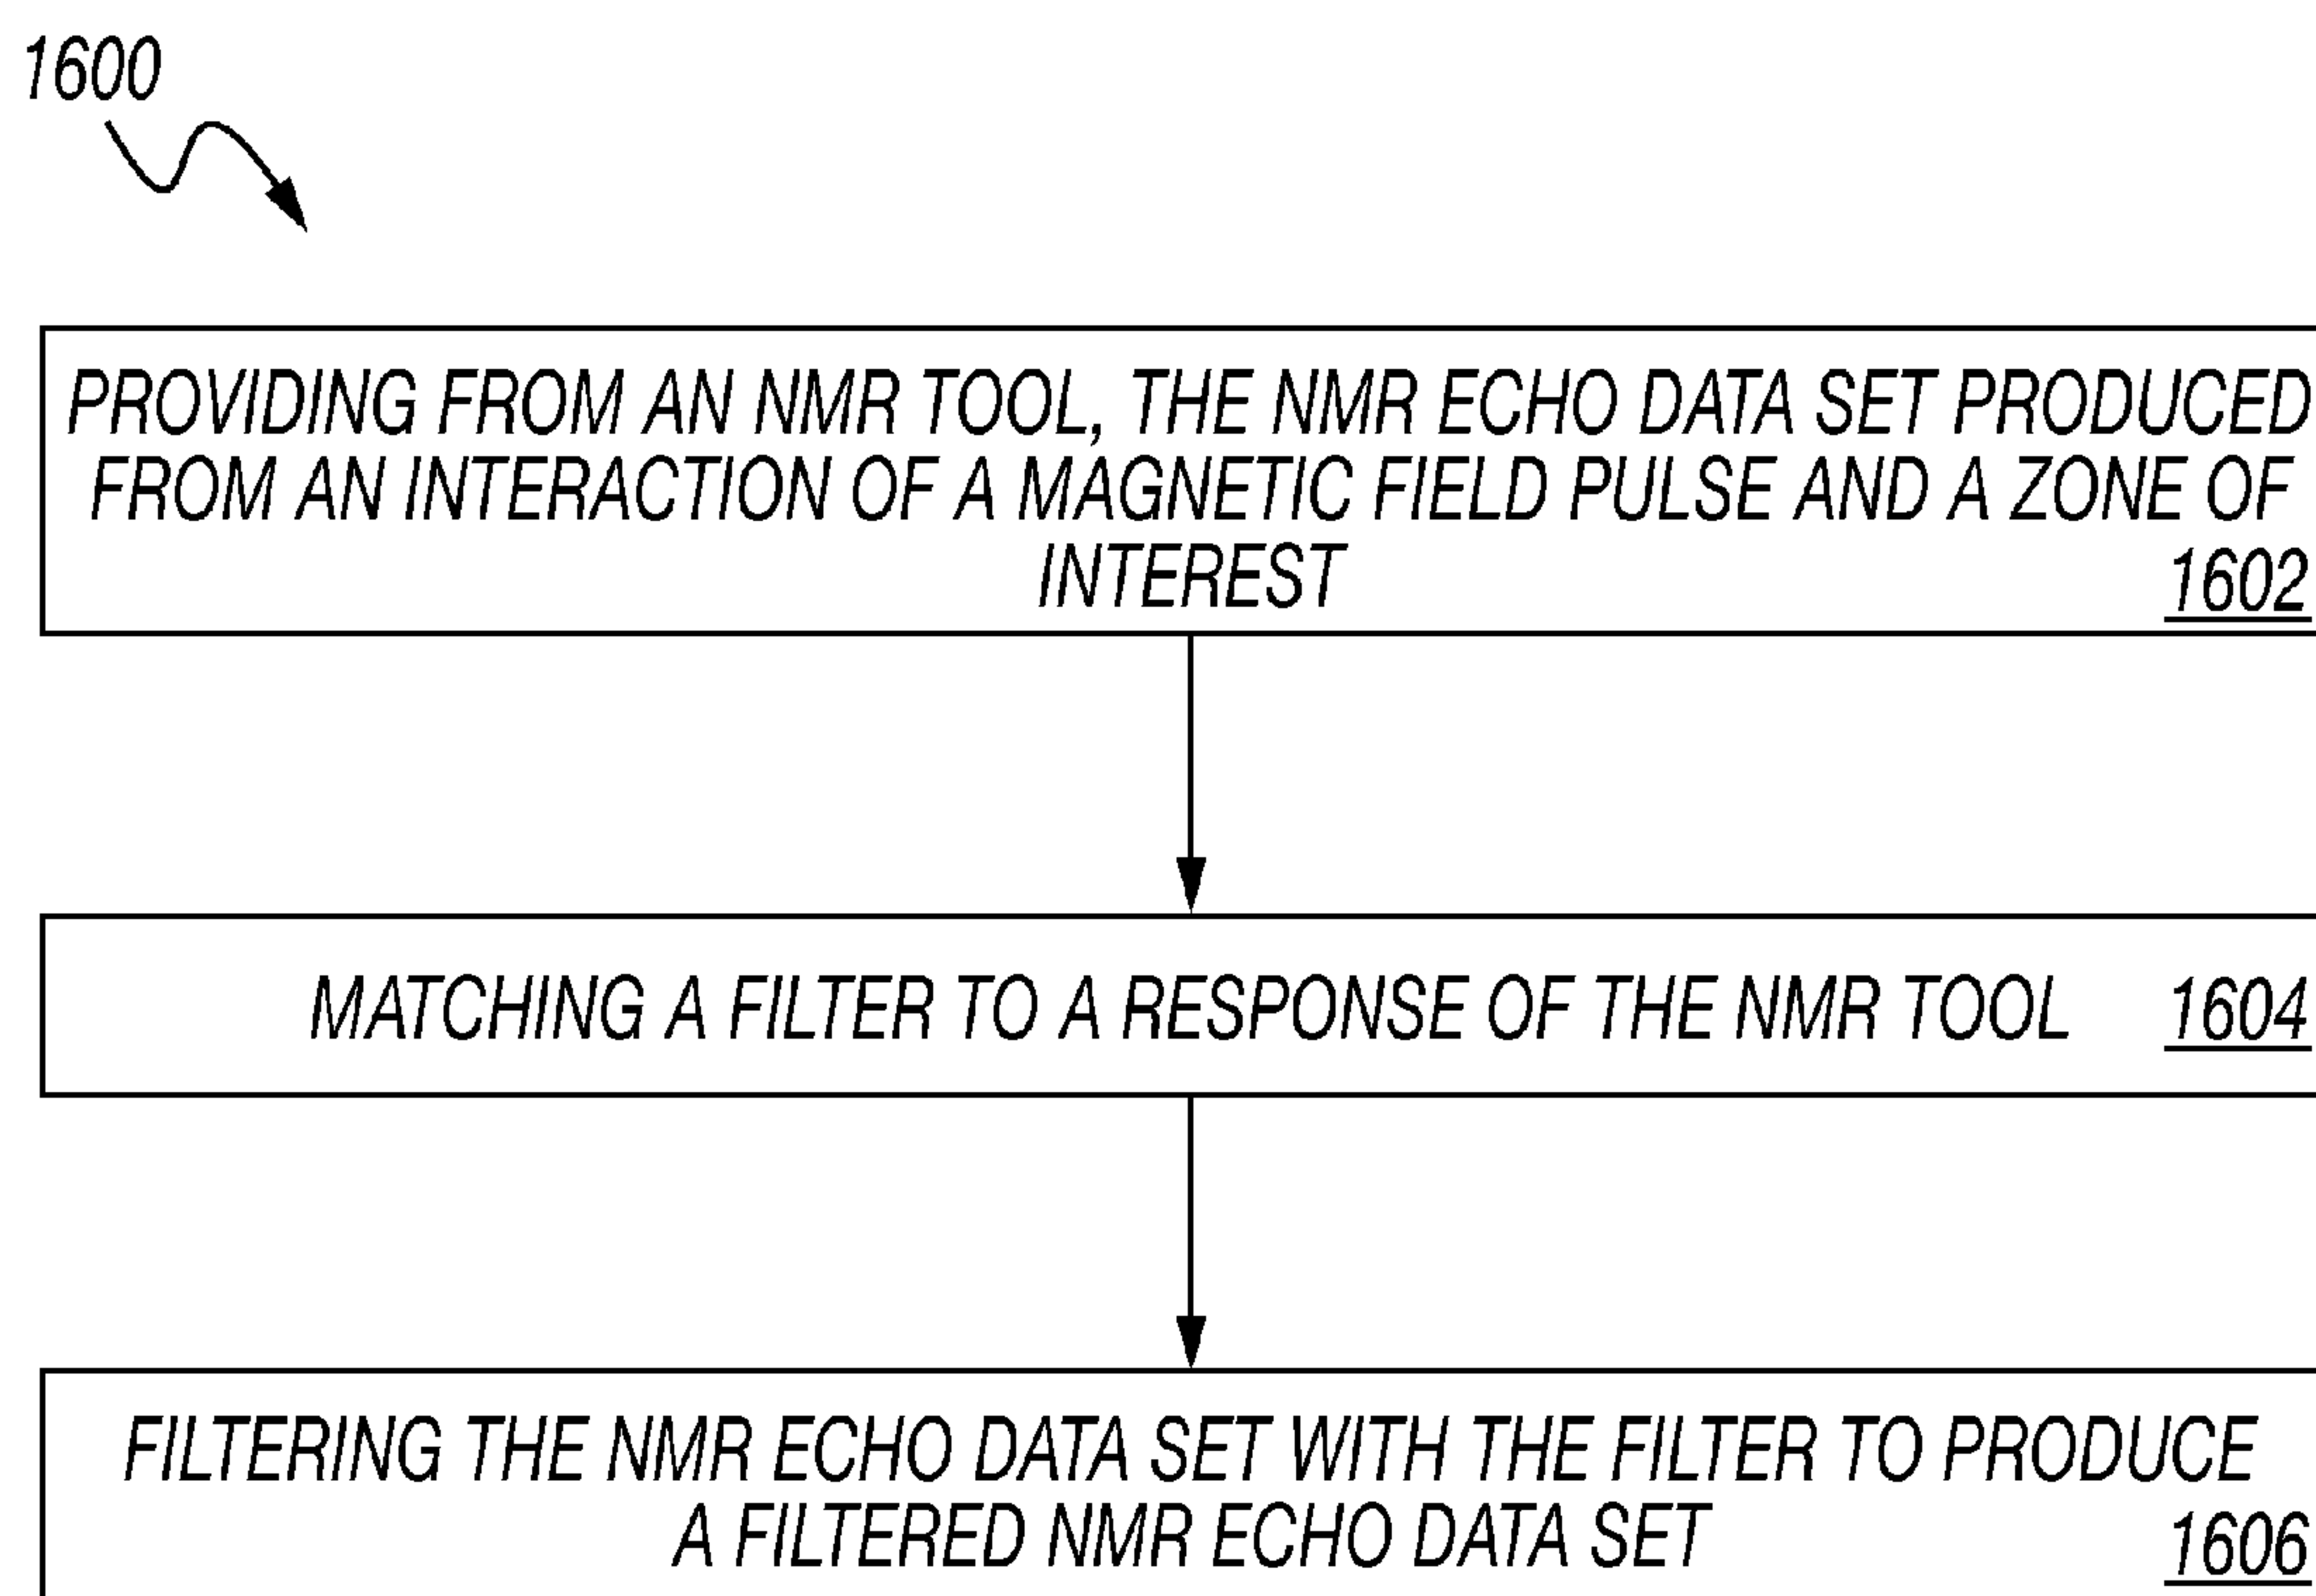 1600
PROVIDING FROM AN NMR TOOL, THE NMR ECHO DATA SET PRODUCED
FROM AN INTERACTION OF A MAGNETIC FIELD PULSE AND A ZONE OF
INTEREST 1602
MATCHING A FILTER TO A RESPONSE OF THE NMR TOOL 1604
FILTERING THE NMR ECHO DATA SET WITH THE FILTER TO PRODUCE
A FILTERED NMR ECHO DATA SET 1606